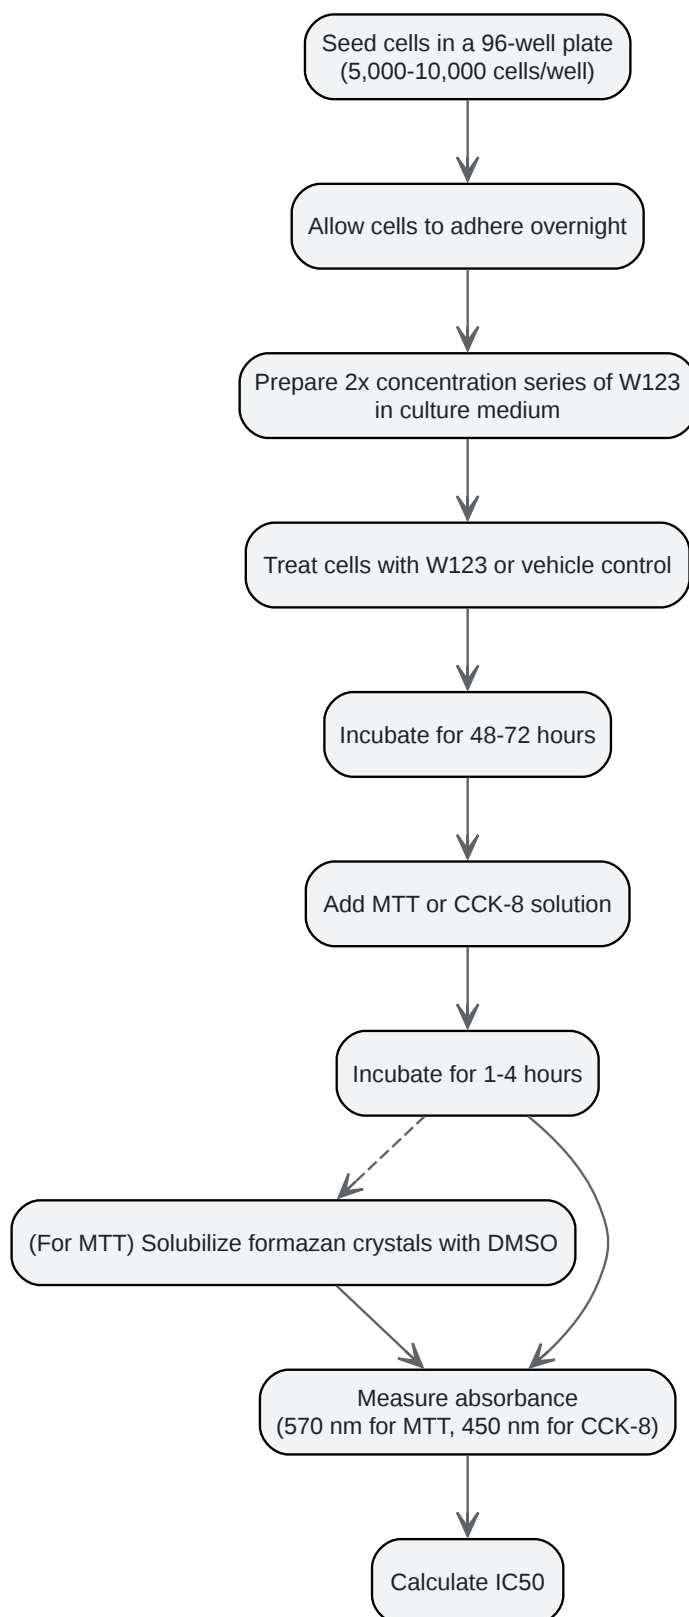 Seed cells in a 96-well plate
(5,000-10,000 cells/well)
Allow cells to adhere overnight
Prepare 2x concentration series of W123
in culture medium
Treat cells with W123 or vehicle control
Incubate for 48-72 hours
Add MTT or CCK-8 solution
Incubate for 1-4 hours
(For MTT) Solubilize formazan crystals with DMSO
Measure absorbance
(570 nm for MTT, 450 nm for CCK-8)
Calculate IC50